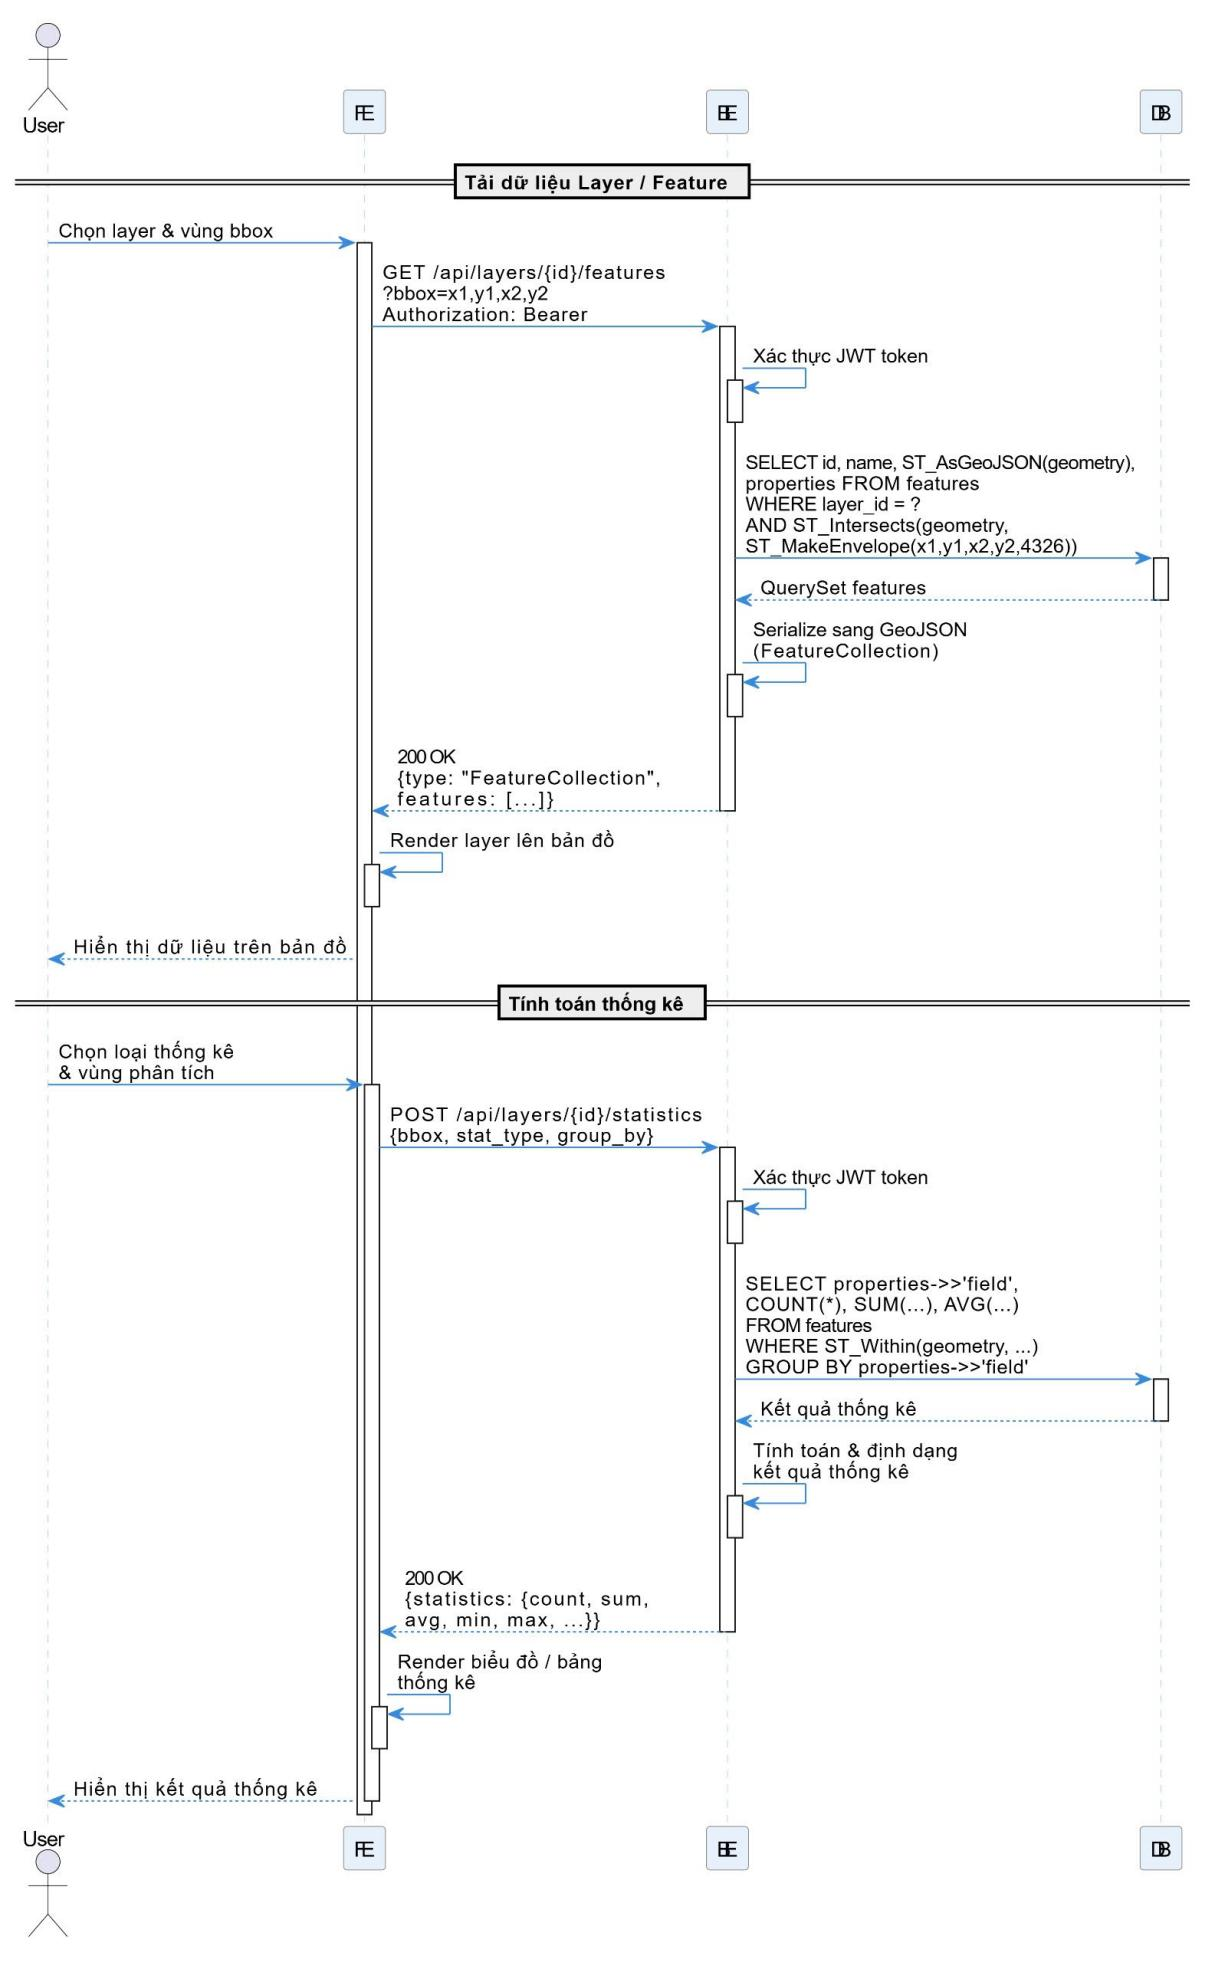 User
FE
BE
DB
Tải dữ liệu Layer / Feature
Chọn layer & vùng bbox
GET /api/layers/{id}/features
?bbox=x1,y1,x2,y2
Authorization: Bearer
Xác thực JWT token
SELECT id, name, ST_AsGeoJSON(geometry),
properties FROM features
WHERE layer_id = ?
AND ST_Intersects(geometry,
ST_MakeEnvelope(x1,y1,x2,y2,4326))
QuerySet features
Serialize sang GeoJSON
(FeatureCollection)
200 OK
{type: "FeatureCollection",
features: [...]}
Render layer lên bản đồ
Hiển thị dữ liệu trên bản đồ
Tính toán thống kê
Chọn loại thống kê
& vùng phân tích
POST /api/layers/{id}/statistics
{bbox, stat_type, group_by}
Xác thực JWT token
SELECT properties->>'field',
COUNT(*), SUM(...), AVG(...)
FROM features
WHERE ST_Within(geometry, ...)
GROUP BY properties->>'field'
Kết quả thống kê
Tính toán & định dạng
kết quả thống kê
200 OK
{statistics: {count, sum,
avg, min, max, ...}}
Render biểu đồ / bảng
thống kê
Hiển thị kết quả thống kê
User
FE
BE
DB